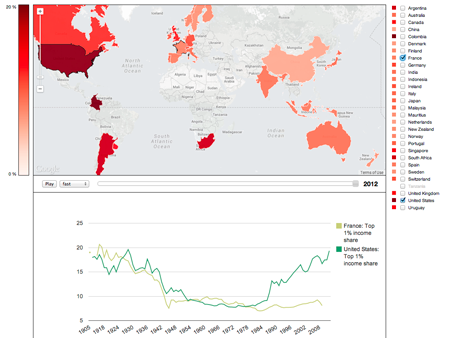 20 %
0 %
North
Atlantic
Ocean
South
Atlantic
Ocean
Indian
Ocean
Terms of Use
Play
fast
2012
Argentina
Australia
Canada
China
Colombia
Denmark
Finland
France
Germany
India
Indonesia
Ireland
Italy
Japan
Malaysia
Mauritius
Netherlands
New Zealand
Norway
Portugal
Singapore
South Africa
Spain
Sweden
Switzerland
Tanzania
United Kingdom
United States
Uruguay
25
20
15
10
5
0
France: Top
1% income
share
United States:
Top 1%
income share
1905
1918
1924
1930
1936
1942
1948
1954
1960
1966
1972
1978
1984
1990
1996
2002
2008